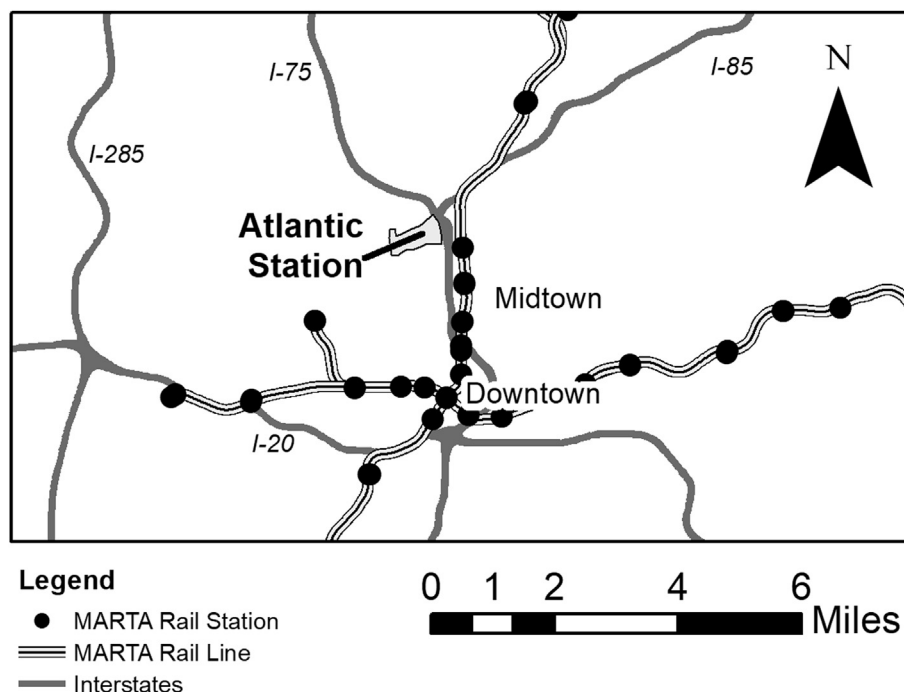 I-75
I-85
N
I-285
Atlantic
Station
Midtown
Downtown
I-20
Legend
MARTA Rail Station
MARTA Rail Line
Interstates
0 1 2 4 6
Miles